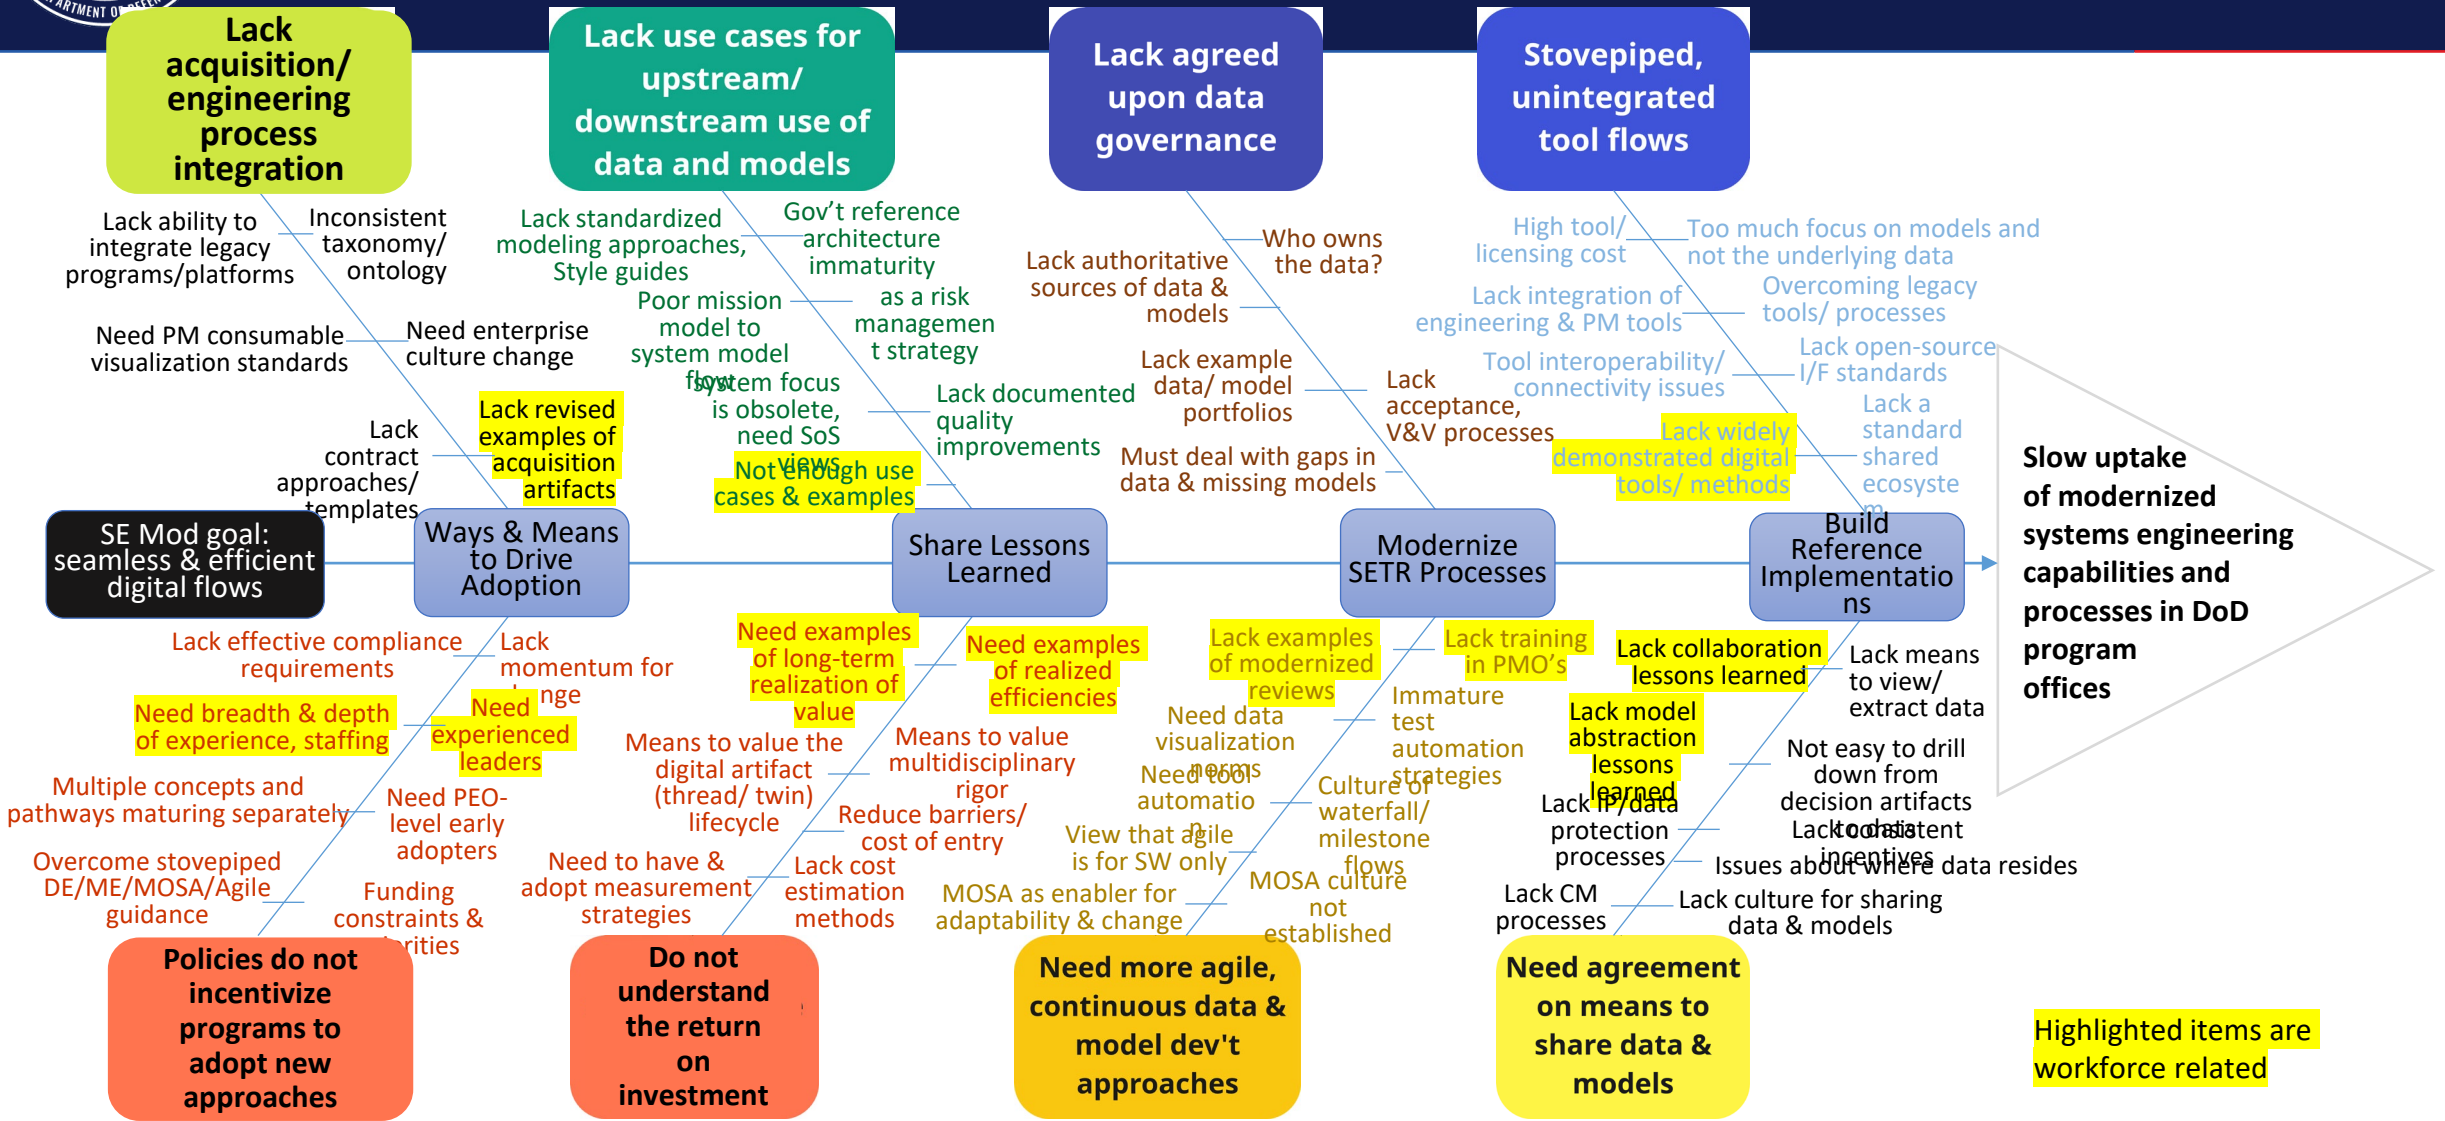 ARTMENT OF DEFEN
Lack
acquisition/
engineering
process
integration
Lack use cases for
upstream/
downstream use of
data and models
Lack agreed
upon data
governance
Stovepiped,
unintegrated
tool flows
Lack ability to
integrate legacy
programs/platforms
Inconsistent
taxonomy/
ontology
Need PM consumable
visualization standards
Need enterprise
culture change
Lack
contract
approaches/
templates
Lack revised
examples of
acquisition
artifacts
Lack standardized
modeling approaches,
Style guides
Gov't reference
architecture
immaturity
Poor mission
model to
system model
flow
as a risk
managemen
t strategy
system focus
is obsolete,
need SoS
views
Lack documented
quality
improvements
Not enough use
cases & examples
Who owns
the data?
Lack authoritative
sources of data &
models
Lack example
data/ model
portfolios
Lack
acceptance,
V&V processes
Must deal with gaps in
data & missing models
High tool/
licensing cost
Too much focus on models and
not the underlying data
Lack integration of
engineering & PM tools
Overcoming legacy
tools/ processes
Tool interoperability/
connectivity issues
Lack open-source
I/F standards
Lack widely
demonstrated digital
tools/ methods
Lack a
standard
shared
ecosyste
m
SE Mod goal:
seamless & efficient
digital flows
Ways & Means
to Drive
Adoption
Share Lessons
Learned
Modernize
SETR Processes
Build
Reference
Implementatio
ns
Slow uptake
of modernized
systems engineering
capabilities and
processes in DoD
program
offices
Lack effective compliance
requirements
Lack
momentum for
nge
Need breadth & depth
of experience, staffing
Need
experienced
leaders
Multiple concepts and
pathways maturing separately
Need PEO-
level early
adopters
Overcome stovepiped
DE/ME/MOSA/Agile
guidance
Funding
constraints &
rities
Need examples
of long-term
realization of
value
Need examples
of realized
efficiencies
Means to value the
digital artifact
(thread/ twin)
lifecycle
Means to value
multidisciplinary
rigor
Reduce barriers/
cost of entry
Need to have &
adopt measurement
strategies
Lack cost
estimation
methods
Lack examples
of modernized
reviews
Lack training
in PMO's
Need data
visualization
norms
Immature
test
automation
strategies
Need tool
automatio
n
Culture of
waterfall/
milestone
flows
View that agile
is for SW only
MOSA as enabler for
adaptability & change
MOSA culture
not
established
Lack collaboration
lessons learned
Lack means
to view/
extract data
Lack model
abstraction
lessons
learned
Not easy to drill
down from
decision artifacts
to data
Lack IP/data
protection
processes
Lack consistent
incentives
Issues about where data resides
Lack CM
processes
Lack culture for sharing
data & models
Policies do not
incentivize
programs to
adopt new
approaches
Do not
understand
the return
on
investment
Need more agile,
continuous data &
model dev't
approaches
Need agreement
on means to
share data &
models
Highlighted items are
workforce related